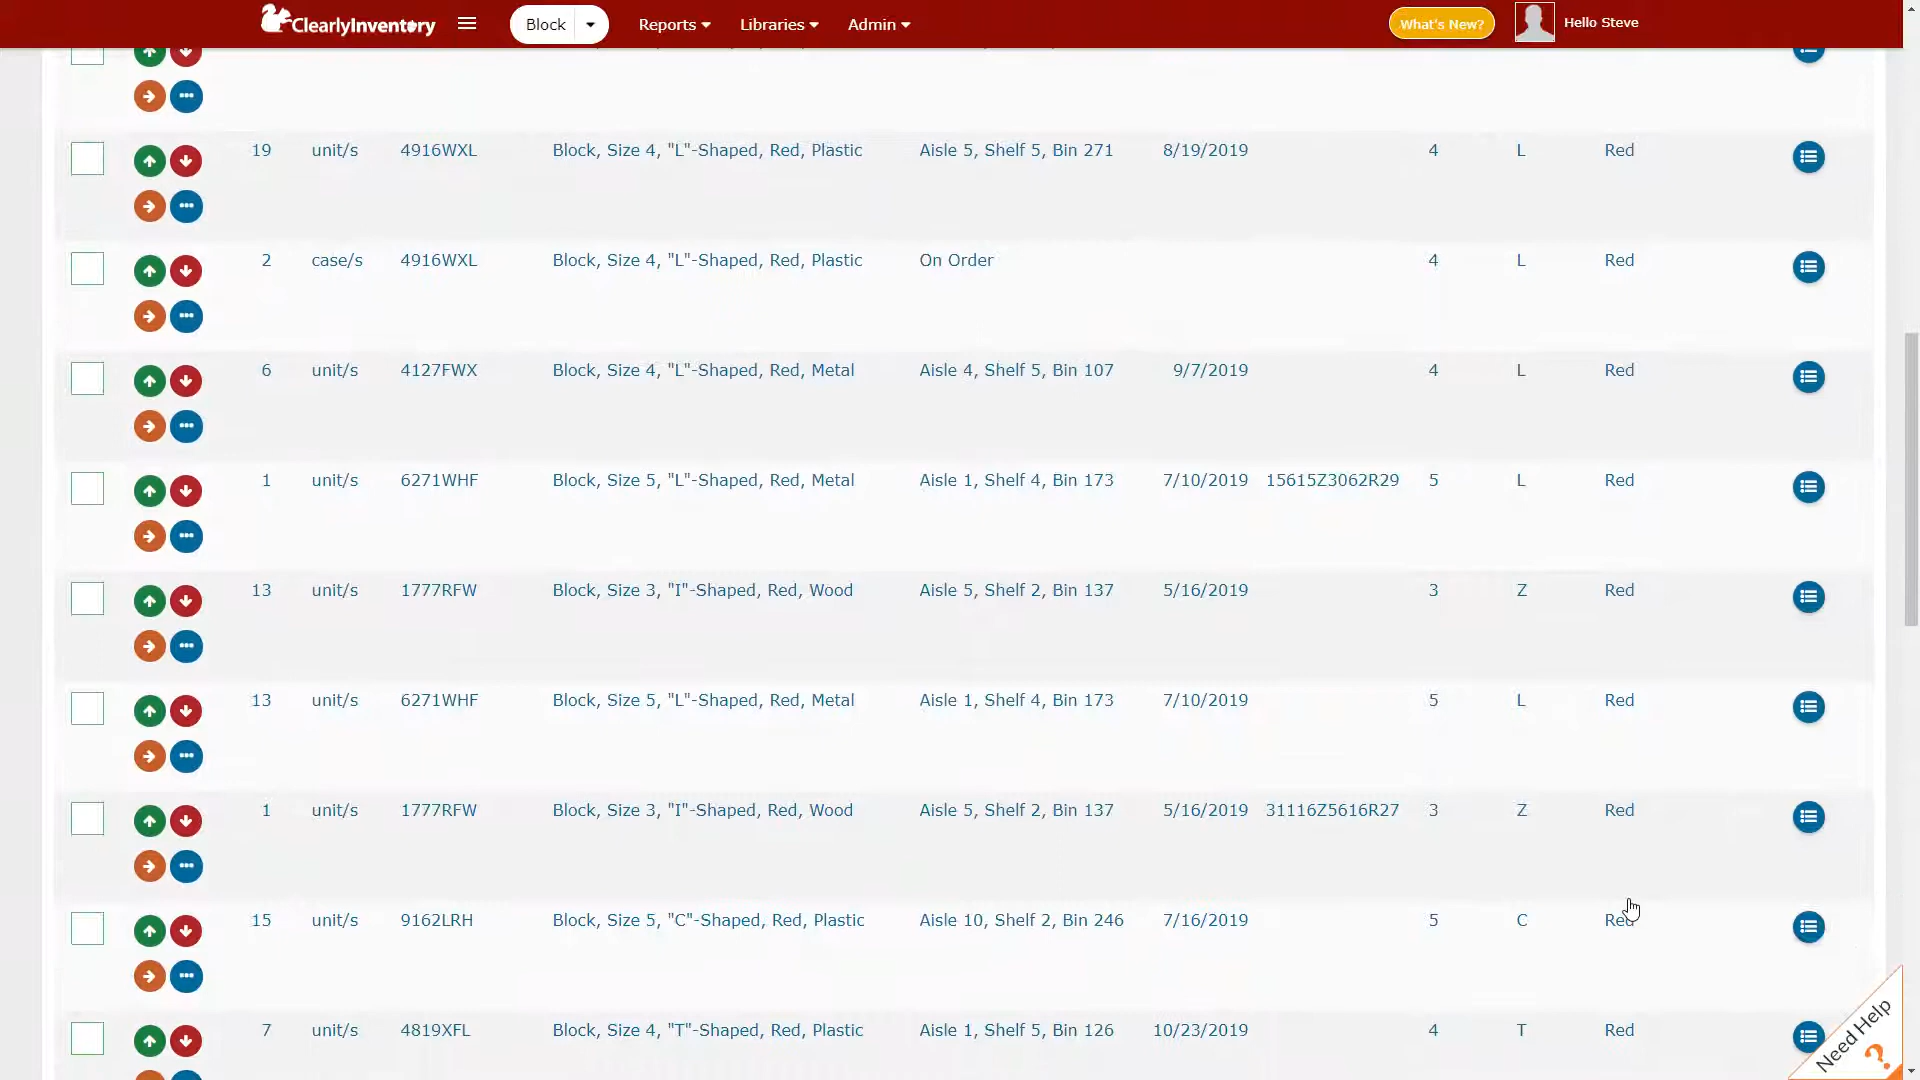 ClearlyInventory Block Reports Libraries Admin What's New? Hello Steve
19 unit/s 4916WXL Block, Size 4, "L"-Shaped, Red, Plastic Aisle 5, Shelf 5, Bin 271 8/19/2019 4 L Red
2 case/s 4916WXL Block, Size 4, "L"-Shaped, Red, Plastic On Order 4 L Red
6 unit/s 4127FWX Block, Size 4, "L"-Shaped, Red, Metal Aisle 4, Shelf 5, Bin 107 9/7/2019 4 L Red
1 unit/s 6271WHF Block, Size 5, "L"-Shaped, Red, Metal Aisle 1, Shelf 4, Bin 173 7/10/2019 15615Z3062R29 5 L Red
13 unit/s 1777RFW Block, Size 3, "I"-Shaped, Red, Wood Aisle 5, Shelf 2, Bin 137 5/16/2019 3 Z Red
13 unit/s 6271WHF Block, Size 5, "L"-Shaped, Red, Metal Aisle 1, Shelf 4, Bin 173 7/10/2019 5 L Red
1 unit/s 1777RFW Block, Size 3, "I"-Shaped, Red, Wood Aisle 5, Shelf 2, Bin 137 5/16/2019 31116Z5616R27 3 Z Red
15 unit/s 9162LRH Block, Size 5, "C"-Shaped, Red, Plastic Aisle 10, Shelf 2, Bin 246 7/16/2019 5 C Red
7 unit/s 4819XFL Block, Size 4, "T"-Shaped, Red, Plastic Aisle 1, Shelf 5, Bin 126 10/23/2019 4 T Red
Need Help ?